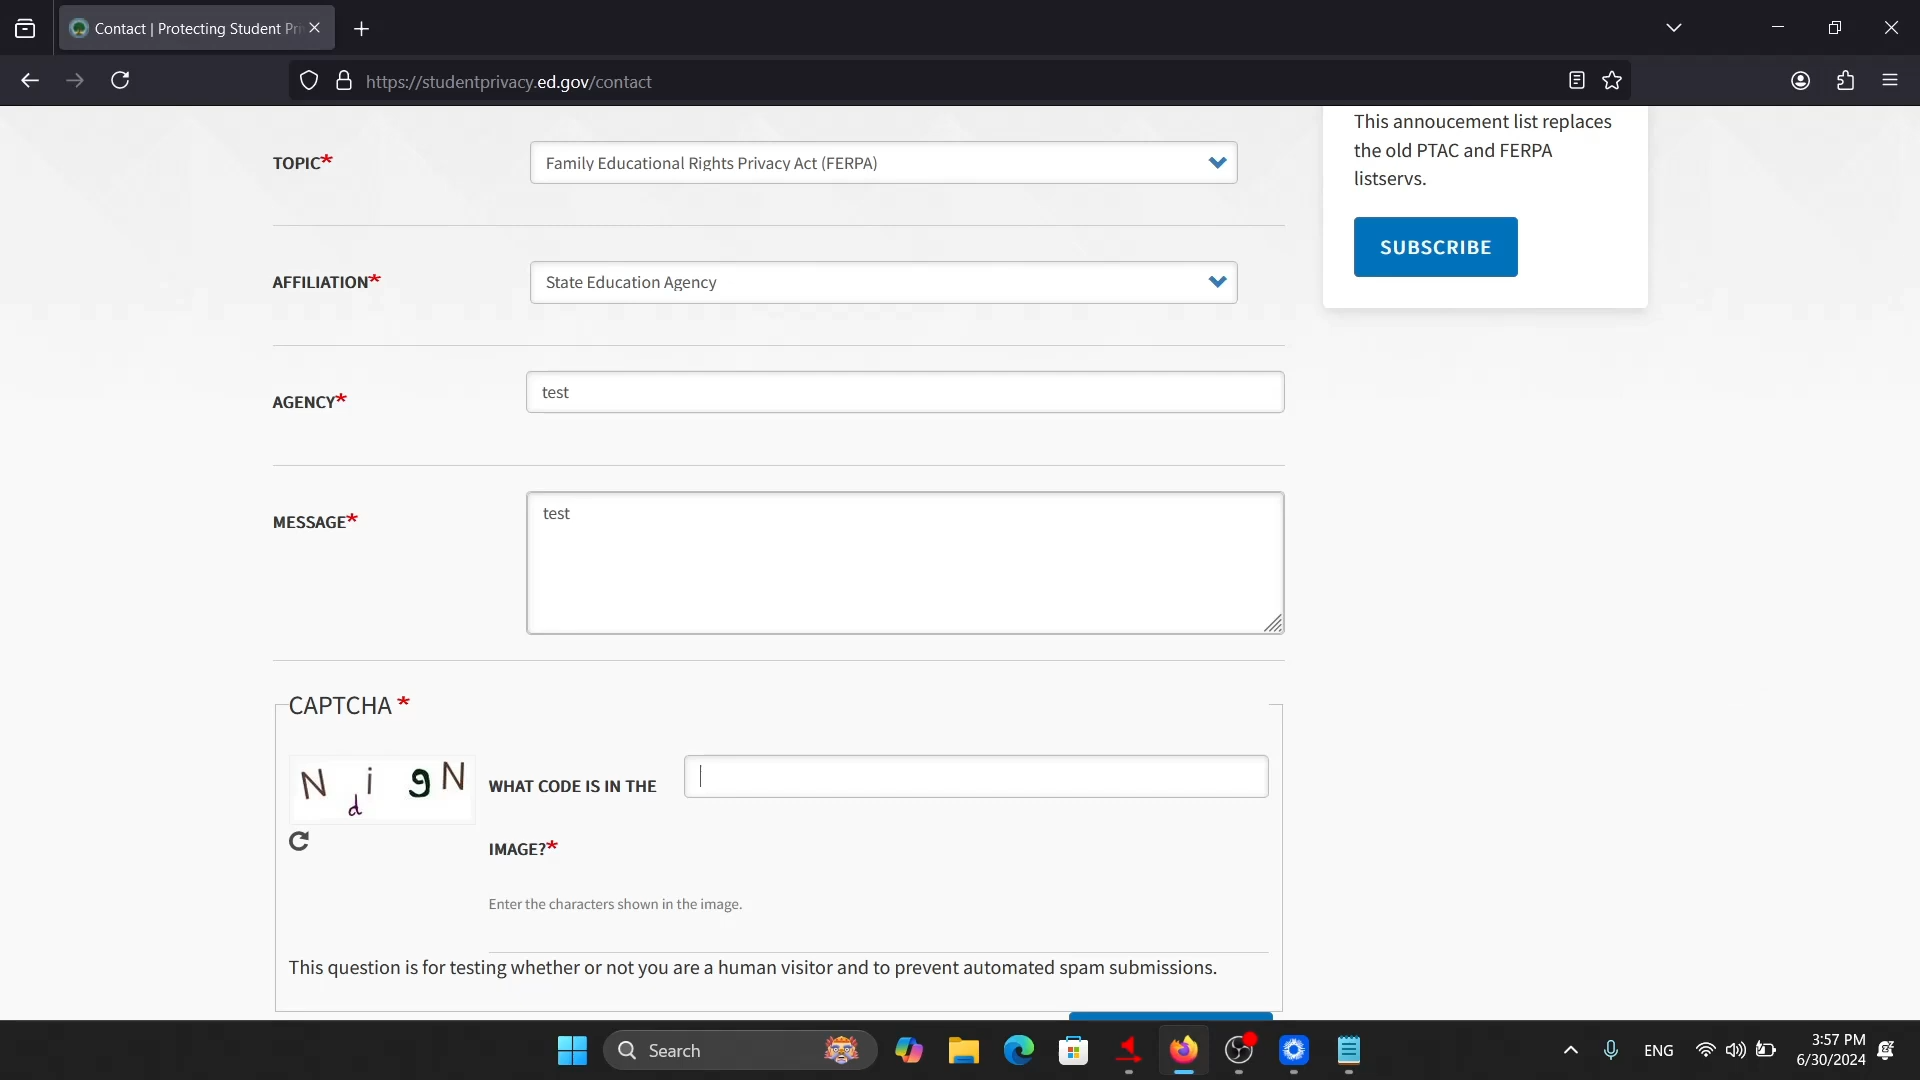 Contact | Protecting Student Pri
https://studentprivacy.ed.gov/contact
This annoucement list replaces
the old PTAC and FERPA
listservs.
SUBSCRIBE
TOPIC*
Family Educational Rights Privacy Act (FERPA)
AFFILIATION*
State Education Agency
AGENCY*
test
MESSAGE*
test
CAPTCHA *
N d i 9 N
WHAT CODE IS IN THE
IMAGE?*
Enter the characters shown in the image.
This question is for testing whether or not you are a human visitor and to prevent automated spam submissions.
Search
ENG
3:57 PM
6/30/2024